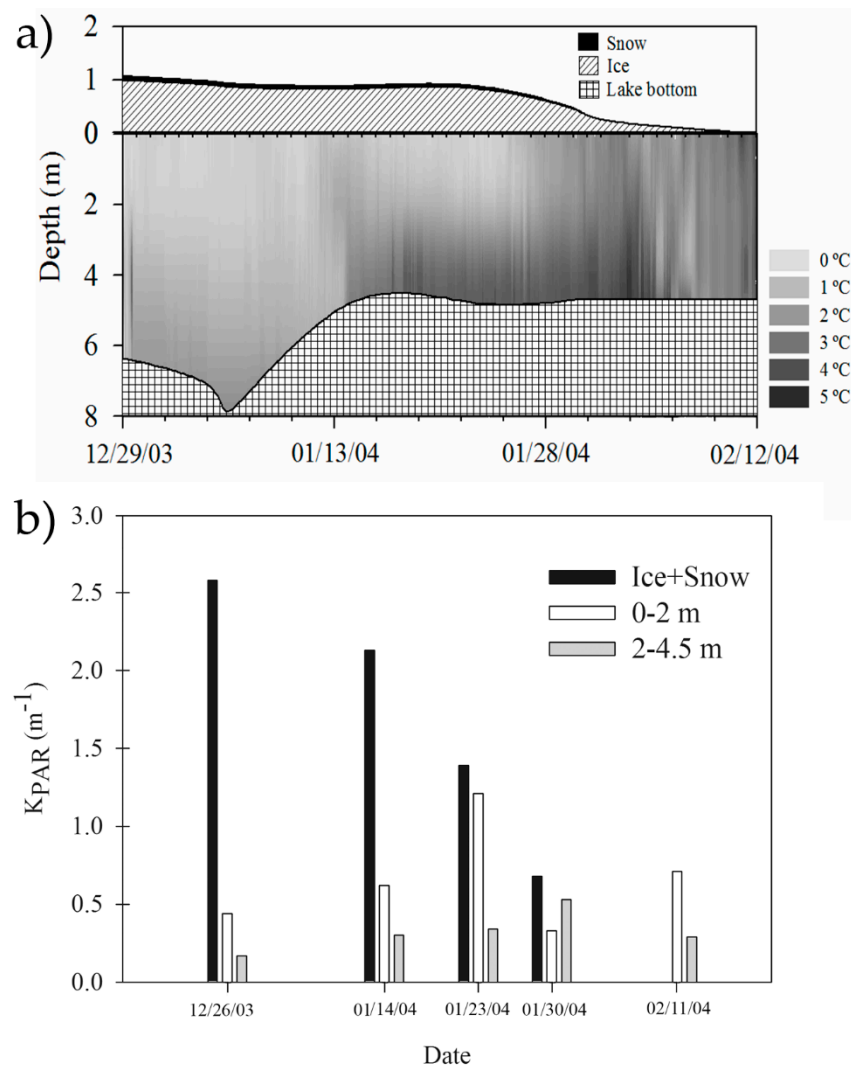 a)
2
Snow
Ice
1
Lake bottom
0
Depth (m)
2
4
6
8
0 ºC
1 ºC
2 ºC
3 ºC
4 ºC
5 ºC
12/29/03 01/13/04 01/28/04 02/12/04
b)
3.0
Ice+Snow
2.5
0-2 m
2-4.5 m
2.0
KPAR (m-1)
1.5
1.0
0.5
0.0
12/26/03 01/14/04 01/23/04 01/30/04 02/11/04
Date